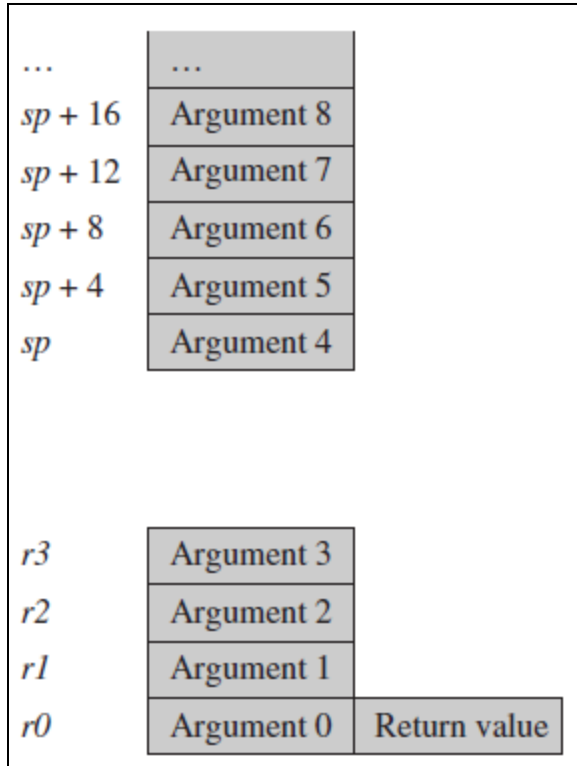 … …
sp + 16 Argument 8
sp + 12 Argument 7
sp + 8 Argument 6
sp + 4 Argument 5
sp Argument 4
r3 Argument 3
r2 Argument 2
r1 Argument 1
r0 Argument 0 Return value